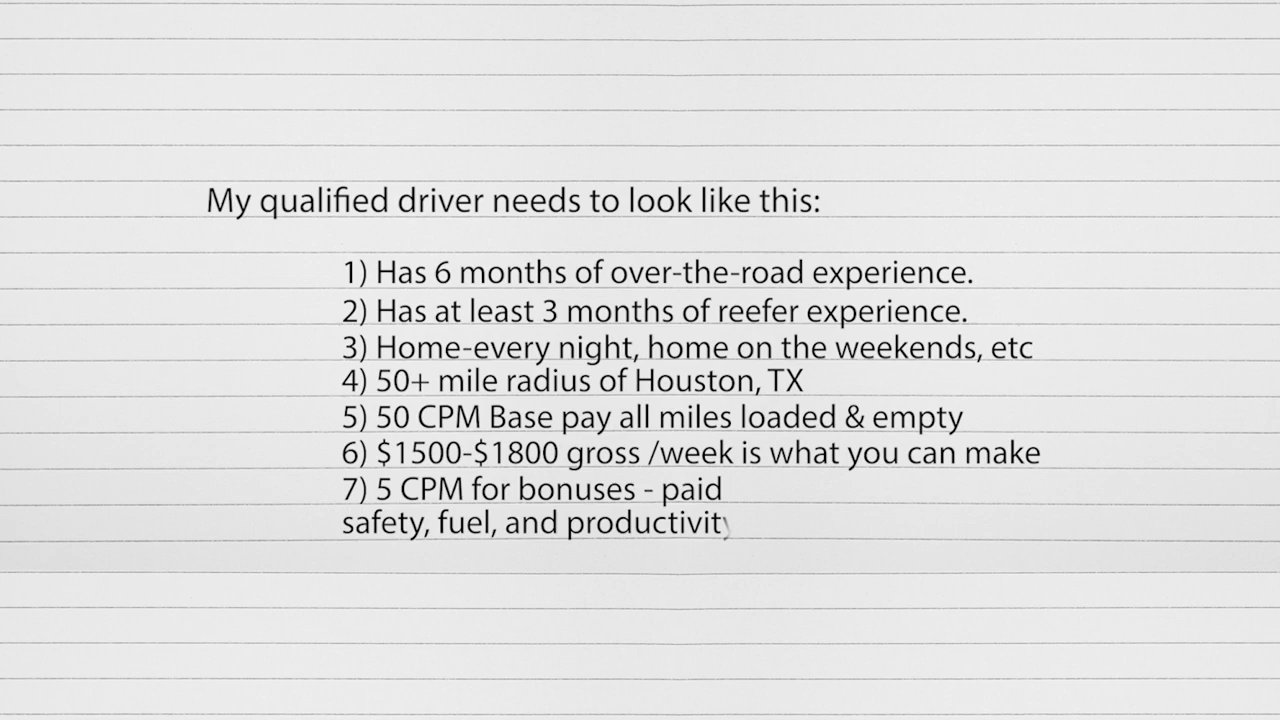 My qualified driver needs to look like this:
1) Has 6 months of over-the-road experience.
2) Has at least 3 months of reefer experience.
3) Home-every night, home on the weekends, etc
4) 50+ mile radius of Houston, TX
5) 50 CPM Base pay all miles loaded & empty
6) $1500-$1800 gross /week is what you can make
7) 5 CPM for bonuses - paid
safety, fuel, and productivity